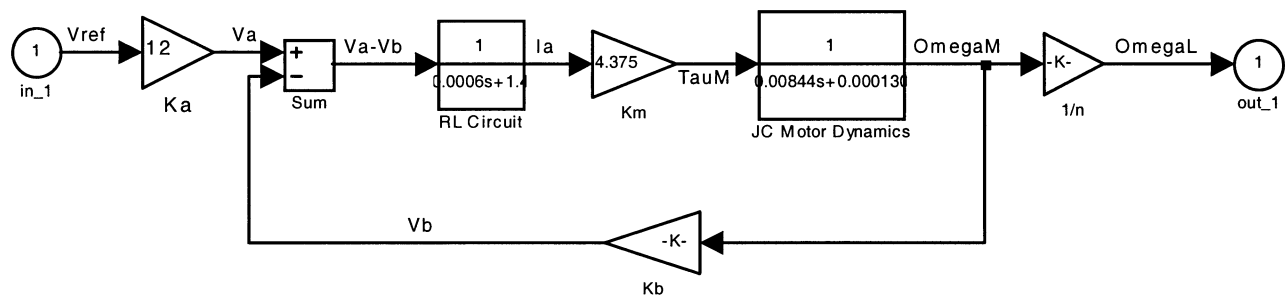 1
in_1
Vref
12
Ka
Va
+
−
Sum
Va-Vb
1
0.0006s+1.4
RL Circuit
Ia
4.375
Km
TauM
1
0.00844s+0.000130
JC Motor Dynamics
OmegaM
-K-
1/n
OmegaL
1
out_1
Vb
-K-
Kb